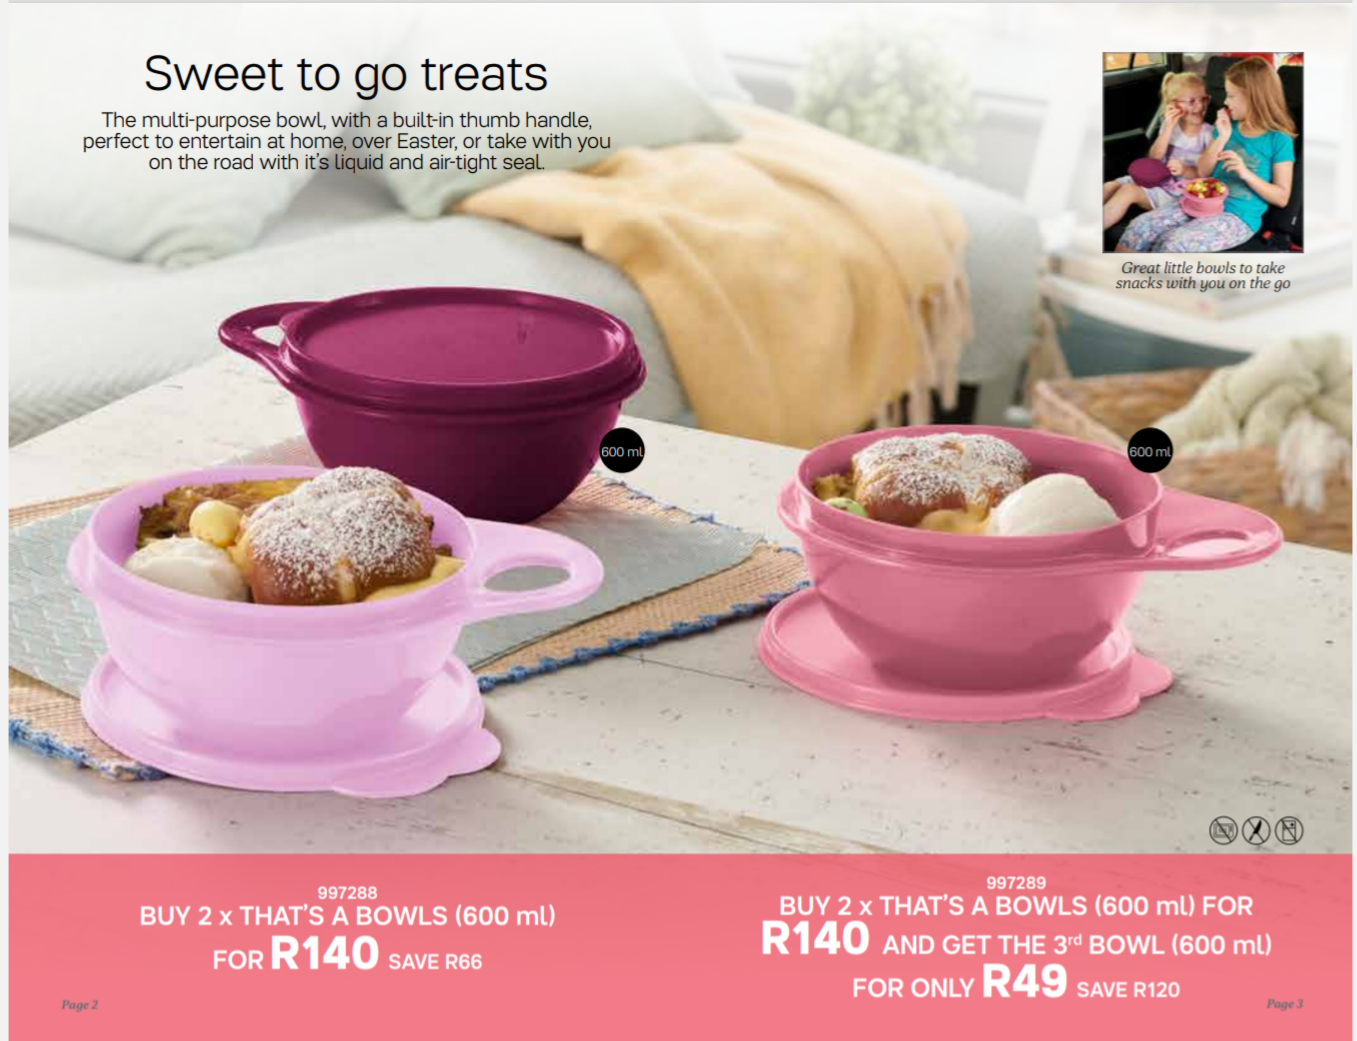 Sweet to go treats
The multi-purpose bowl, with a built-in thumb handle,
perfect to entertain at home, over Easter, or take with you
on the road with it's liquid and air-tight seal.
Great little bowls to take
snacks with you on the go
600 ml
600 ml
997288
BUY 2 x THAT'S A BOWLS (600 ml)
FOR R140 SAVE R66
Page 2
997289
BUY 2 x THAT'S A BOWLS (600 ml) FOR
R140 AND GET THE 3rd BOWL (600 ml)
FOR ONLY R49 SAVE R120
Page 3